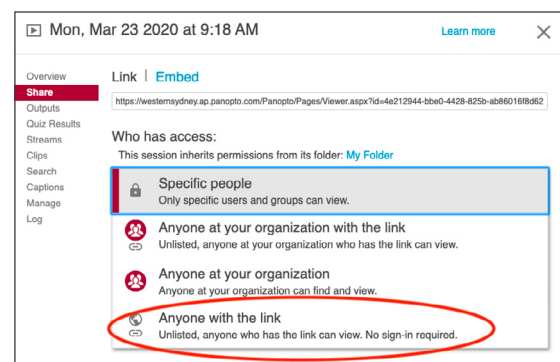 Mon, Mar 23 2020 at 9:18 AM
Learn more
Overview
Share
Outputs
Quiz Results
Streams
Clips
Search
Captions
Manage
Log
Link | Embed
https://westernsydney.ap.panopto.com/Panopto/Pages/Viewer.aspx?id=4e212944-bbe0-4428-825b-ab86016f8d62
Who has access:
This session inherits permissions from its folder: My Folder
Specific people
Only specific users and groups can view.
Anyone at your organization with the link
Unlisted, anyone at your organization who has the link can view.
Anyone at your organization
Anyone at your organization can find and view.
Anyone with the link
Unlisted, anyone who has the link can view. No sign-in required.